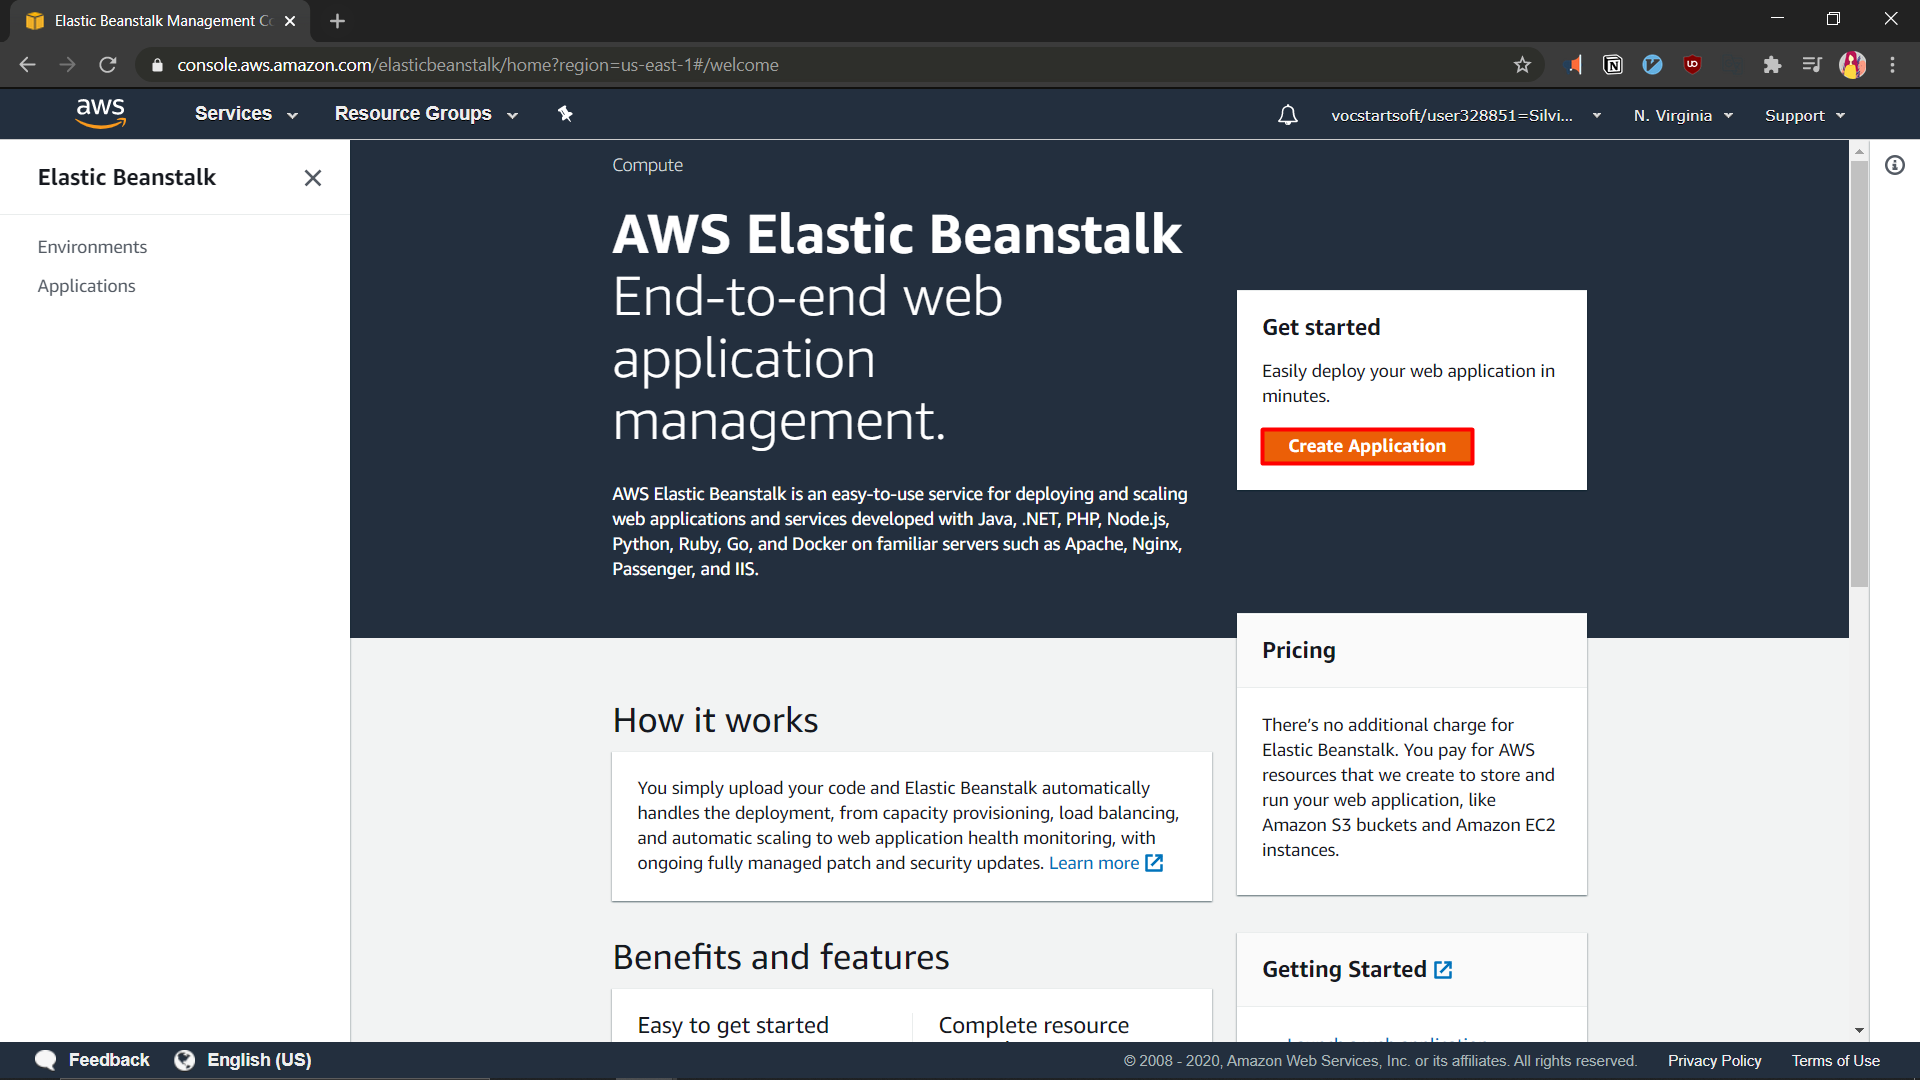 Elastic Beanstalk Management Co
console.aws.amazon.com/elasticbeanstalk/home?region=us-east-1#/welcome
aws
Services
Resource Groups
vocstartsoft/user328851=Silvi...
N. Virginia
Support
Elastic Beanstalk
Environments
Applications
Compute
AWS Elastic Beanstalk
End-to-end web
application
management.
AWS Elastic Beanstalk is an easy-to-use service for deploying and scaling
web applications and services developed with Java, .NET, PHP, Node.js,
Python, Ruby, Go, and Docker on familiar servers such as Apache, Nginx,
Passenger, and IIS.
Get started
Easily deploy your web application in
minutes.
Create Application
Pricing
There's no additional charge for
Elastic Beanstalk. You pay for AWS
resources that we create to store and
run your web application, like
Amazon S3 buckets and Amazon EC2
instances.
How it works
You simply upload your code and Elastic Beanstalk automatically
handles the deployment, from capacity provisioning, load balancing,
and automatic scaling to web application health monitoring, with
ongoing fully managed patch and security updates. Learn more
Benefits and features
Easy to get started
Complete resource
Getting Started
Feedback
English (US)
© 2008 - 2020, Amazon Web Services, Inc. or its affiliates. All rights reserved.
Privacy Policy
Terms of Use